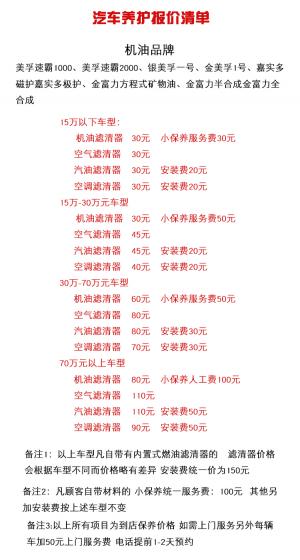 汽车养护报价清单
机油品牌
美孚速霸1000、美孚速霸2000、银美孚一号、金美孚1号、嘉实多
磁护嘉实多极护、金富力方程式矿物油、金富力半合成金富力全
合成
15万以下车型：
机油滤清器 30元 小保养服务费30元
空气滤清器 30元
汽油滤清器 30元 安装费20元
空调滤清器 30元 安装费20元
15万-30万元车型
机油滤清器 30元 小保养服务费50元
空气滤清器 45元
汽油滤清器 45元 安装费20元
空调滤清器 40元 安装费20元
30万-70万元车型
机油滤清器 60元 小保养服务费50元
空气滤清器 80元
汽油滤清器 80元 安装费30元
空调滤清器 70元 安装费30元
70万元以上车型
机油滤清器 80元 小保养人工费100元
空气滤清器 110元
汽油滤清器 110元 安装费50元
空调滤清器 90元 安装费50元
备注1：以上车型凡自带有内置式燃油滤清器的 滤清器价格
会根据车型不同而价格略有差异 安装费统一价为150元
备注2：凡顾客自带材料的 小保养统一服务费：100元 其他另
加安装费按上述车型不变
备注3:以上所有项目为到店保养价格 如需上门服务另外每辆
车加50元上门服务费 电话提前1-2天预约